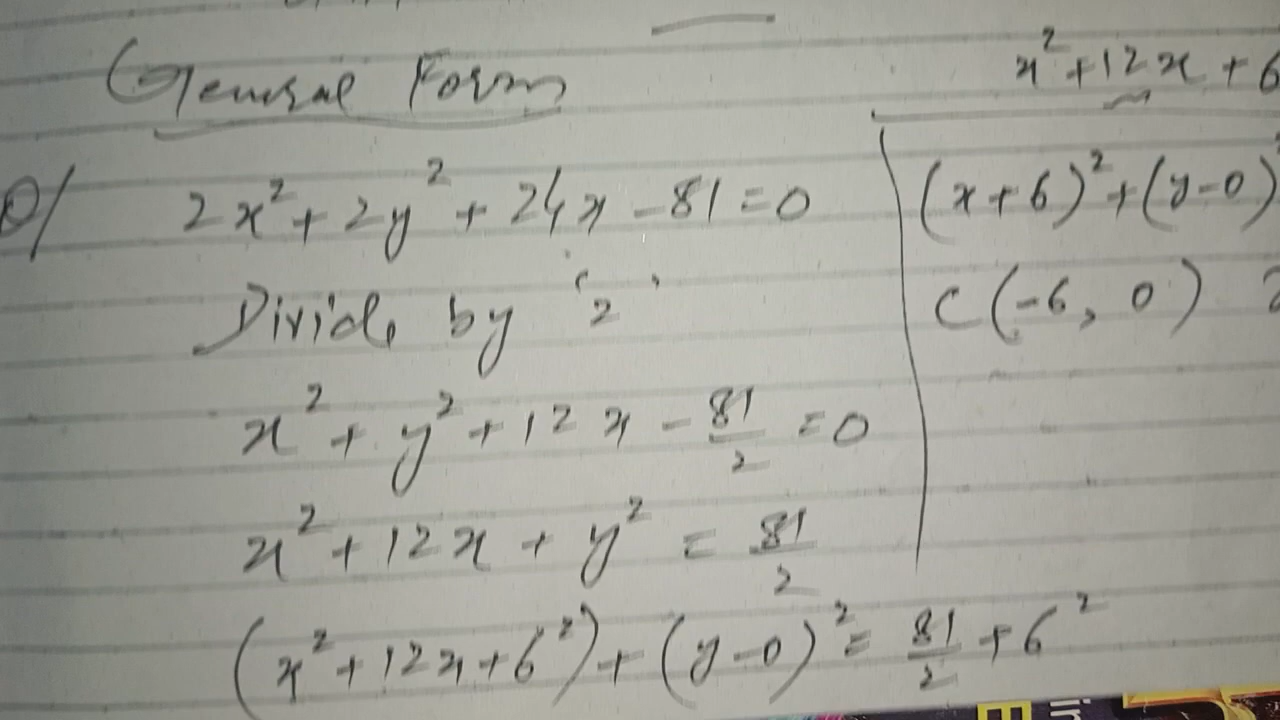 General Form
Q/ 2x² + 2y² + 24x - 81 = 0
Divide by '2'
x² + y² + 12x - 81/2 = 0
x² + 12x + y² = 81/2
(x² + 12x + 6²) + (y - 0)² = 81/2 + 6²
x² + 12x + 6
(x + 6)² + (y - 0)
C(-6, 0)